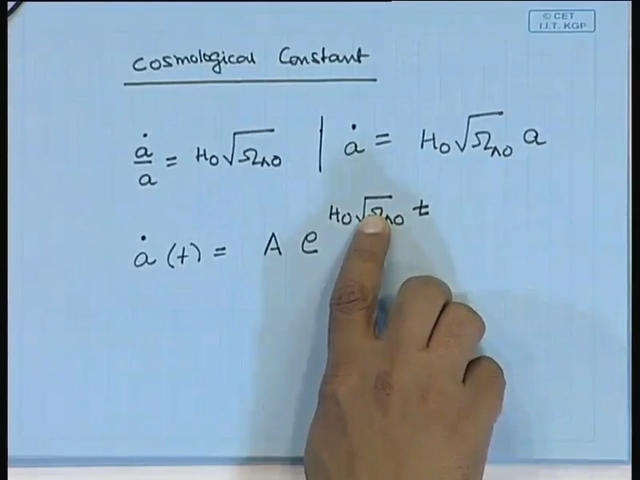 © CET
I.I.T. KGP
Cosmological Constant
ȧ/a = H₀√Ω_Λ0 | ȧ = H₀√Ω_Λ0 a
ȧ (t) = A e^(H₀√Ω_Λ0 t)